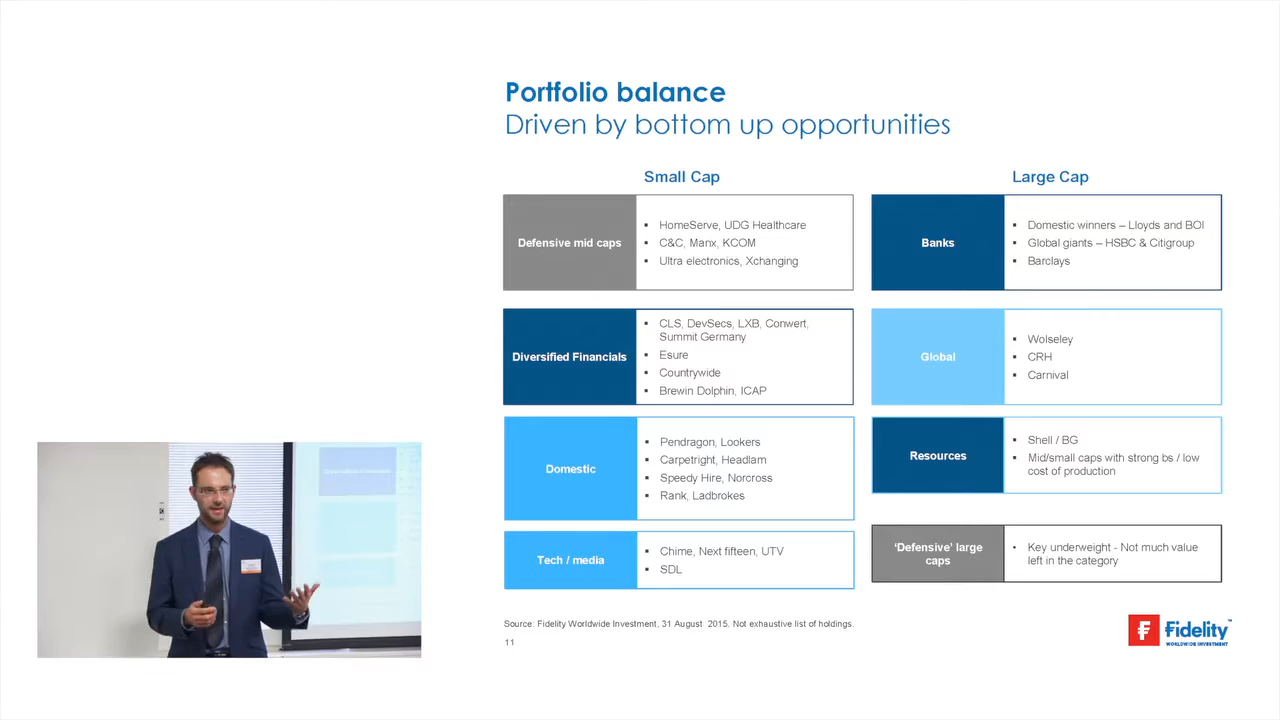 Portfolio balance
Driven by bottom up opportunities
Small Cap
Defensive mid caps
▪ HomeServe, UDG Healthcare
▪ C&C, Manx, KCOM
▪ Ultra electronics, Xchanging
Diversified Financials
▪ CLS, DevSecs, LXB, Conwert,
Summit Germany
▪ Esure
▪ Countrywide
▪ Brewin Dolphin, ICAP
Domestic
▪ Pendragon, Lookers
▪ Carpetright, Headlam
▪ Speedy Hire, Norcross
▪ Rank, Ladbrokes
Tech / media
▪ Chime, Next fifteen, UTV
▪ SDL
Large Cap
Banks
▪ Domestic winners – Lloyds and BOI
▪ Global giants – HSBC & Citigroup
▪ Barclays
Global
▪ Wolseley
▪ CRH
▪ Carnival
Resources
▪ Shell / BG
▪ Mid/small caps with strong bs / low
cost of production
‘Defensive’ large
caps
• Key underweight - Not much value
left in the category
Source: Fidelity Worldwide Investment, 31 August 2015. Not exhaustive list of holdings.
11
Fidelity™
WORLDWIDE INVESTMENT